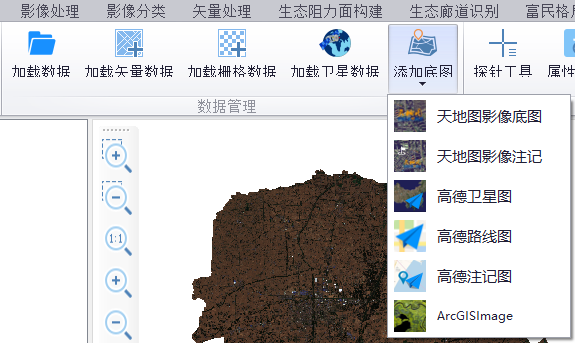 影像处理 影像分类 矢量处理 生态阻力面构建 生态廊道识别 富民格局
加载数据 加载矢量数据 加载栅格数据 加载卫星数据 添加底图 探针工具 属性
数据管理
天地图影像底图
天地图影像注记
高德卫星图
1:1
高德路线图
高德注记图
ArcGISImage